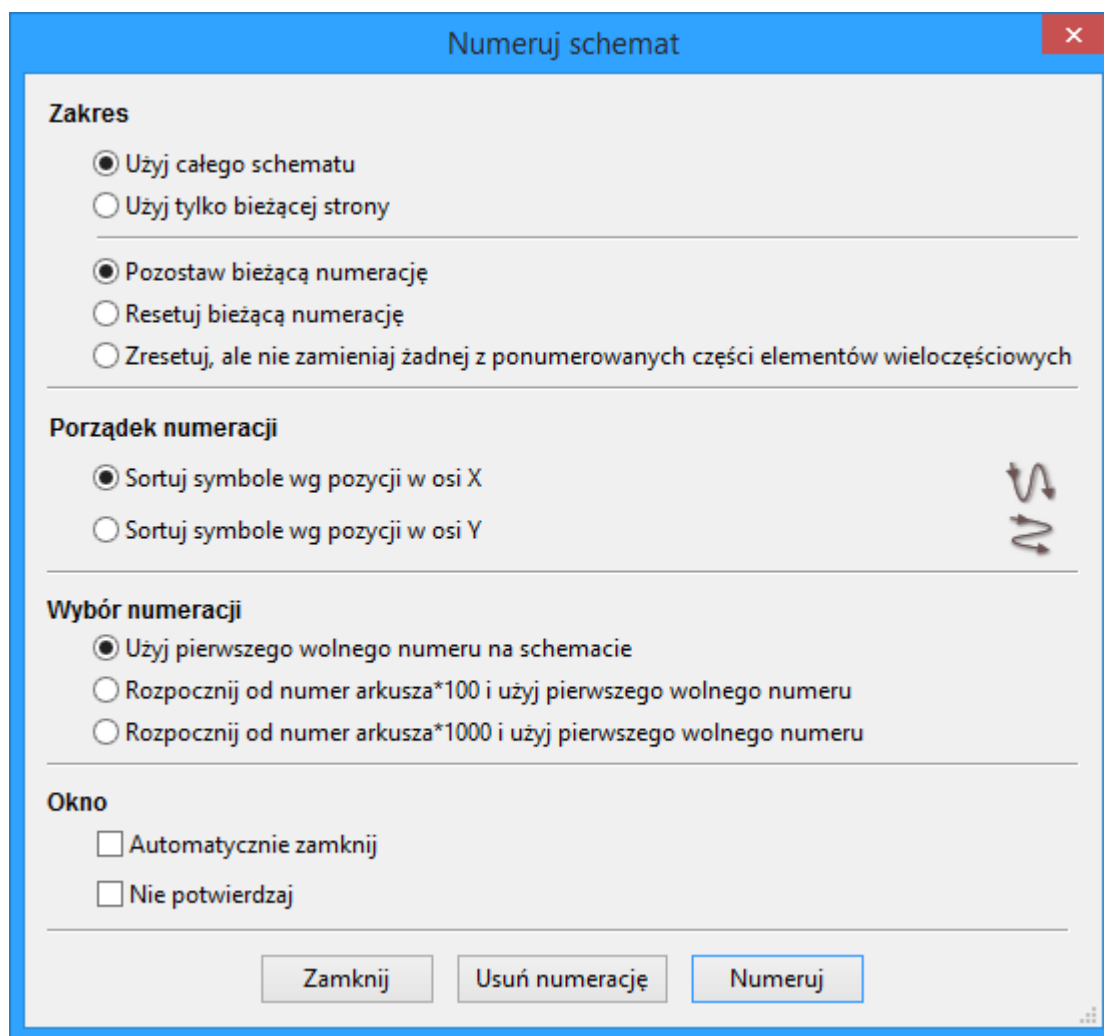 Numeruj schemat
Zakres
Użyj całego schematu
Użyj tylko bieżącej strony
Pozostaw bieżącą numerację
Resetuj bieżącą numerację
Zresetuj, ale nie zamieniaj żadnej z ponumerowanych części elementów wieloczęściowych
Porządek numeracji
Sortuj symbole wg pozycji w osi X
Sortuj symbole wg pozycji w osi Y
Wybór numeracji
Użyj pierwszego wolnego numeru na schemacie
Rozpocznij od numer arkusza*100 i użyj pierwszego wolnego numeru
Rozpocznij od numer arkusza*1000 i użyj pierwszego wolnego numeru
Okno
Automatycznie zamknij
Nie potwierdzaj
Zamknij Usuń numerację Numeruj